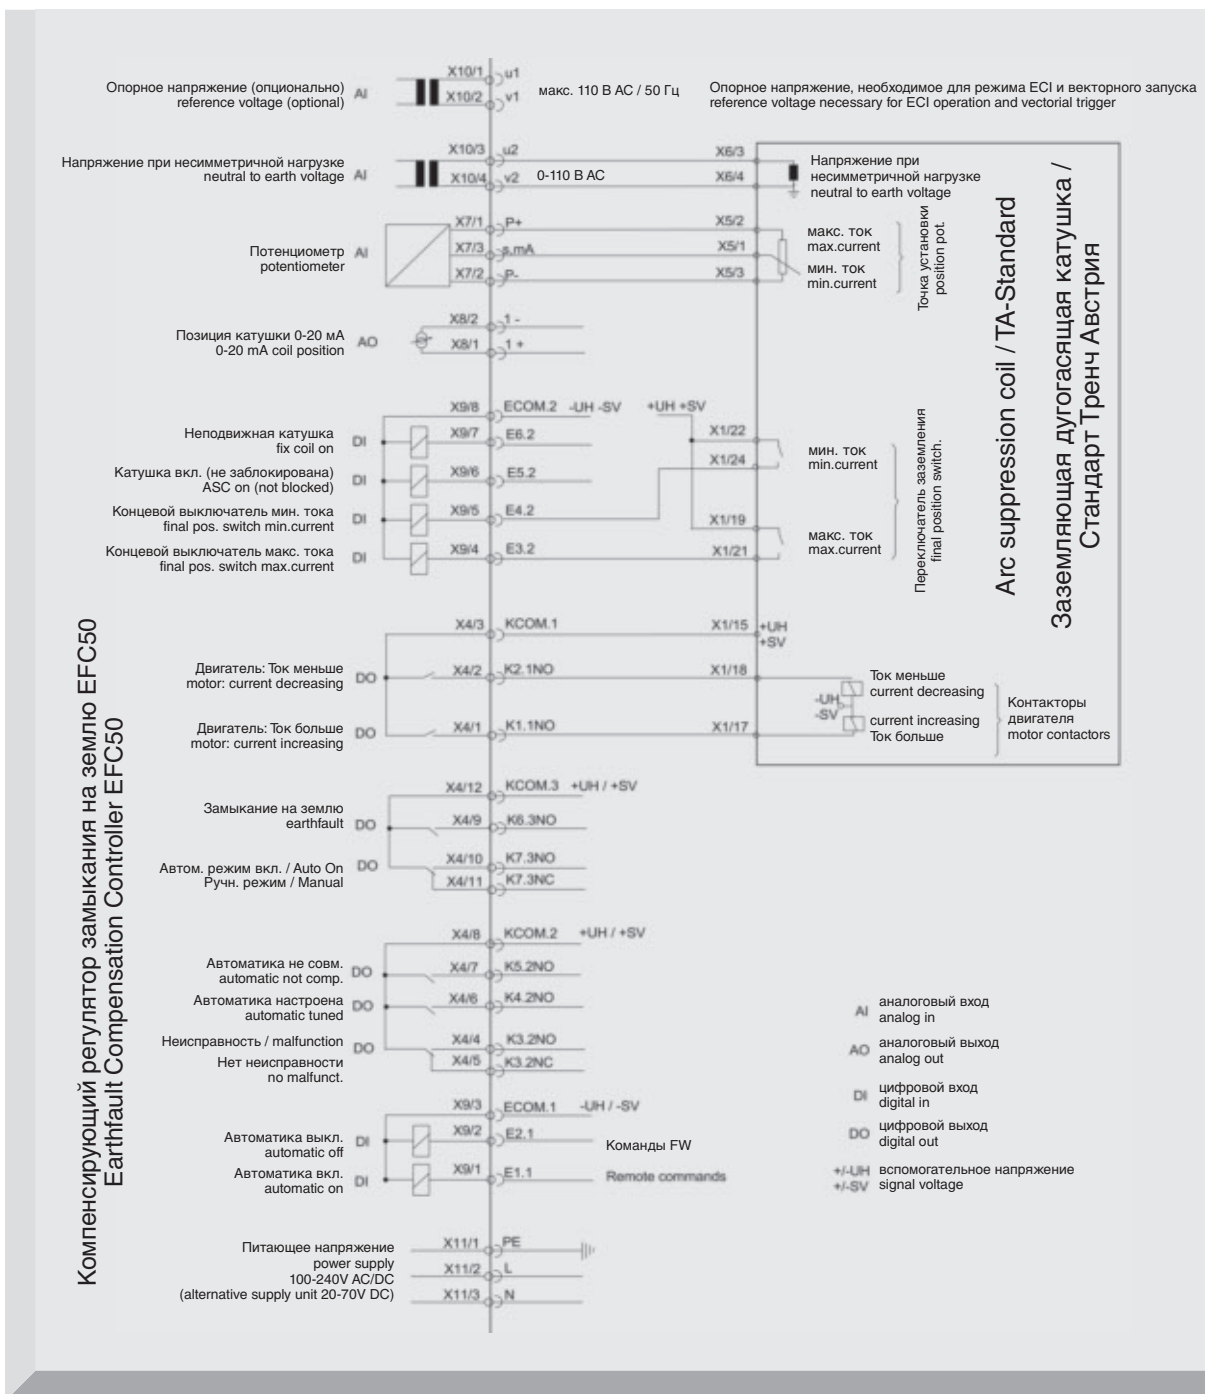 X10/1 u1
Опорное напряжение (опционально)
reference voltage (optional)
AI
X10/2 v1
макс. 110 В AC / 50 Гц
Опорное напряжение, необходимое для режима ECI и векторного запуска
reference voltage necessary for ECI operation and vectorial trigger
X10/3 u2
X6/3
Напряжение при несимметричной нагрузке
neutral to earth voltage
AI
X10/4 v2
0-110 В AC
X6/4
Напряжение при
несимметричной нагрузке
neutral to earth voltage
X7/1 P+
X5/2
Потенциометр
potentiometer
AI
X7/3 s,mA
X5/1
X7/2 P-
X5/3
макс. ток
max.current
мин. ток
min.current
Точка установки
position pot.
X8/2 1 -
Позиция катушки 0-20 мА
0-20 mA coil position
AO
X8/1 1 +
X9/8 ECOM.2 -UH -SV +UH +SV
Неподвижная катушка
fix coil on
DI
X9/7 E6.2
X1/22
Катушка вкл. (не заблокирована)
ASC on (not blocked)
DI
X9/6 E5.2
X1/24
мин. ток
min.current
Концевой выключатель мин. тока
final pos. switch min.current
DI
X9/5 E4.2
X1/19
Концевой выключатель макс. тока
final pos. switch max.current
DI
X9/4 E3.2
X1/21
макс. ток
max.current
Переключатель заземления
final position switch.
Arc suppression coil / TA-Standard
Заземляющая дугогасящая катушка /
Стандарт Тренч Австрия
X4/3 KCOM.1
X1/15 +UH
+SV
Двигатель: Ток меньше
motor: current decreasing
DO
X4/2 K2.1NO
X1/18
Ток меньше
current decreasing
-UH
-SV
Двигатель: Ток больше
motor: current increasing
DO
X4/1 K1.1NO
X1/17
current increasing
Ток больше
Контакторы
двигателя
motor contactors
X4/12 KCOM.3 +UH / +SV
Замыкание на землю
earthfault
DO
X4/9 K6.3NO
Автом. режим вкл. / Auto On
Ручн. режим / Manual
DO
X4/10 K7.3NO
X4/11 K7.3NC
X4/8 KCOM.2 +UH / +SV
Автоматика не совм.
automatic not comp.
DO
X4/7 K5.2NO
Автоматика настроена
automatic tuned
DO
X4/6 K4.2NO
Неисправность / malfunction
DO
X4/4 K3.2NO
Нет неисправности
no malfunct.
X4/5 K3.2NC
X9/3 ECOM.1 -UH / -SV
Автоматика выкл.
automatic off
DI
X9/2 E2.1
Команды FW
Автоматика вкл.
automatic on
DI
X9/1 E1.1
Remote commands
Питающее напряжение
power supply
100-240V AC/DC
(alternative supply unit 20-70V DC)
X11/1 PE
X11/2 L
X11/3 N
Компенсирующий регулятор замыкания на землю EFC50
Earthfault Compensation Controller EFC50
AI
аналоговый вход
analog in
AO
аналоговый выход
analog out
DI
цифровой вход
digital in
DO
цифровой выход
digital out
+/-UH вспомогательное напряжение
+/-SV signal voltage